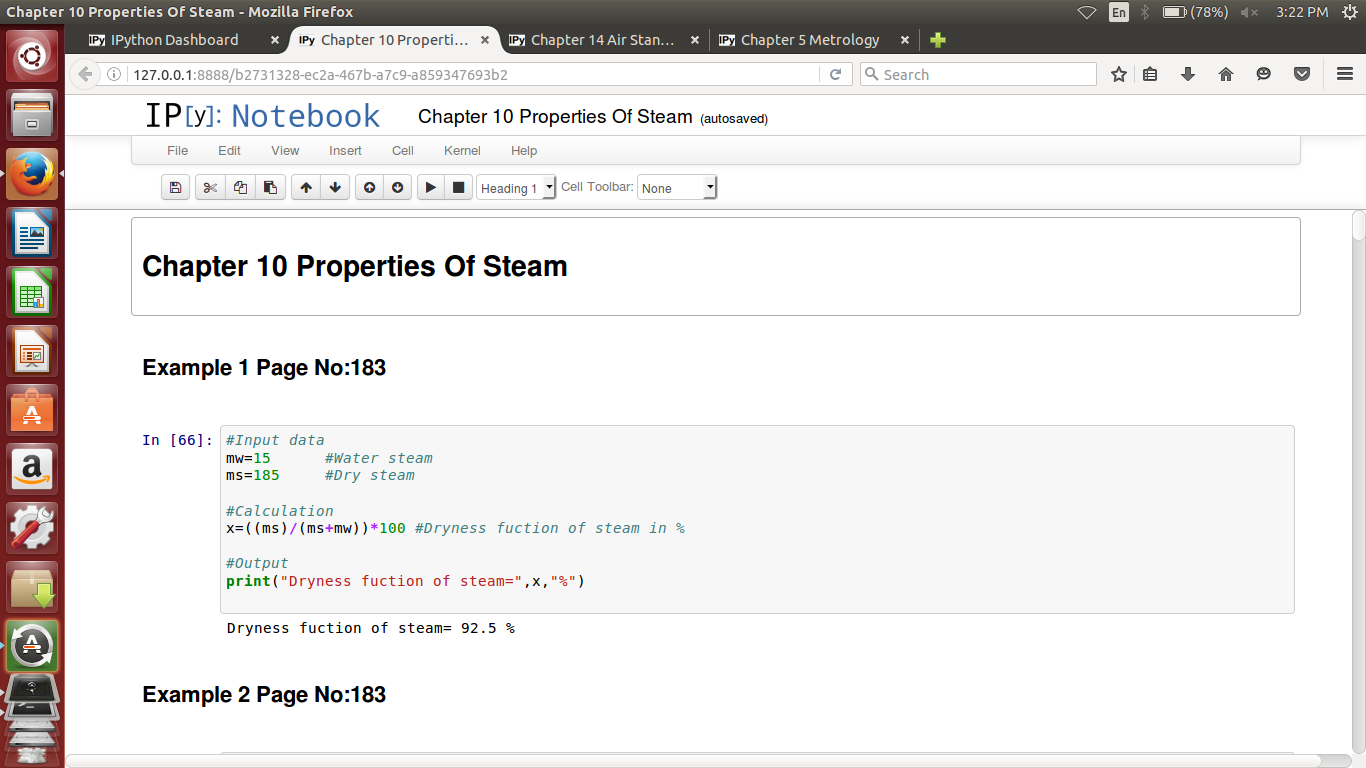 Chapter 10 Properties Of Steam - Mozilla Firefox
En
(78%)
3:22 PM
IPy IPython Dashboard ×
IPy Chapter 10 Properti... ×
IPy Chapter 14 Air Stan... ×
IPy Chapter 5 Metrology ×
127.0.0.1:8888/b2731328-ec2a-467b-a7c9-a859347693b2
Search
IP[y]: Notebook
Chapter 10 Properties Of Steam (autosaved)
File Edit View Insert Cell Kernel Help
Heading 1 Cell Toolbar: None
Chapter 10 Properties Of Steam
Example 1 Page No:183
In [66]:
#Input data
mw=15 #Water steam
ms=185 #Dry steam
#Calculation
x=((ms)/(ms+mw))*100 #Dryness fuction of steam in %
#Output
print("Dryness fuction of steam=",x,"%")
Dryness fuction of steam= 92.5 %
Example 2 Page No:183
a